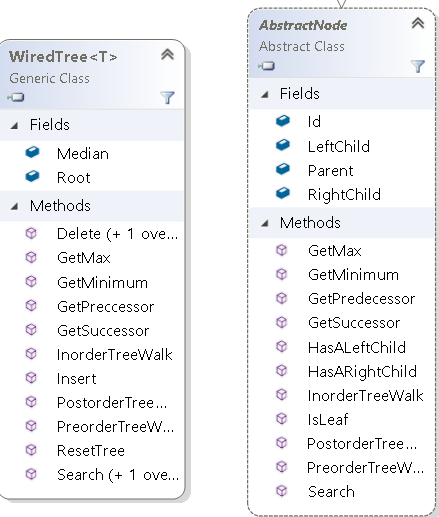 WiredTree<T>
Generic Class
Fields
Median
Root
Methods
Delete (+ 1 ove...
GetMax
GetMinimum
GetPreccessor
GetSuccessor
InorderTreeWalk
Insert
PostorderTree...
PreorderTreeW...
ResetTree
Search (+ 1 ove...
AbstractNode
Abstract Class
Fields
Id
LeftChild
Parent
RightChild
Methods
GetMax
GetMinimum
GetPredecessor
GetSuccessor
HasALeftChild
HasARightChild
InorderTreeWalk
IsLeaf
PostorderTree...
PreorderTreeW...
Search